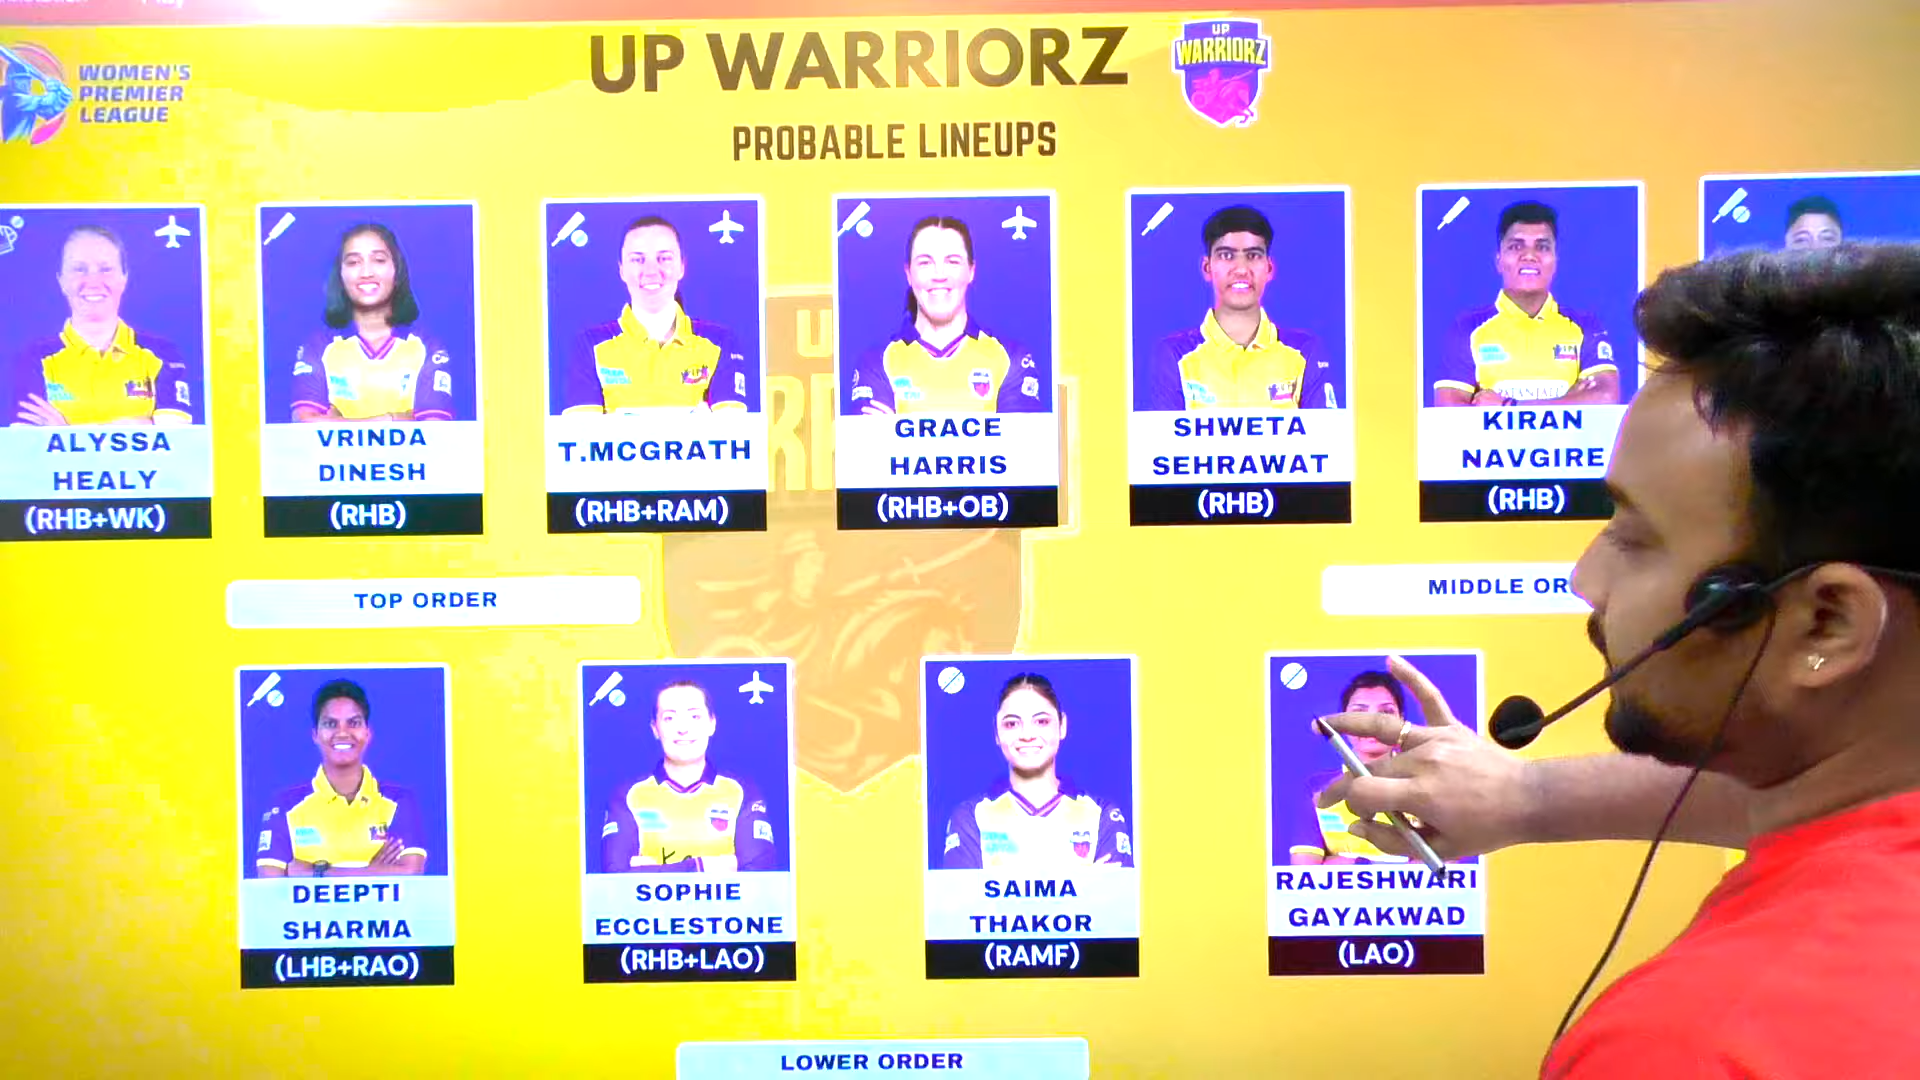 UP WARRIORZ
UP
WARRIORZ
WOMEN'S
PREMIER
LEAGUE
PROBABLE LINEUPS
ALYSSA
HEALY
(RHB+WK)
VRINDA
DINESH
(RHB)
T.MCGRATH
(RHB+RAM)
GRACE
HARRIS
(RHB+OB)
SHWETA
SEHRAWAT
(RHB)
KIRAN
NAVGIRE
(RHB)
TOP ORDER
MIDDLE OR
DEEPTI
SHARMA
(LHB+RAO)
SOPHIE
ECCLESTONE
(RHB+LAO)
SAIMA
THAKOR
(RAMF)
RAJESHWARI
GAYAKWAD
(LAO)
LOWER ORDER